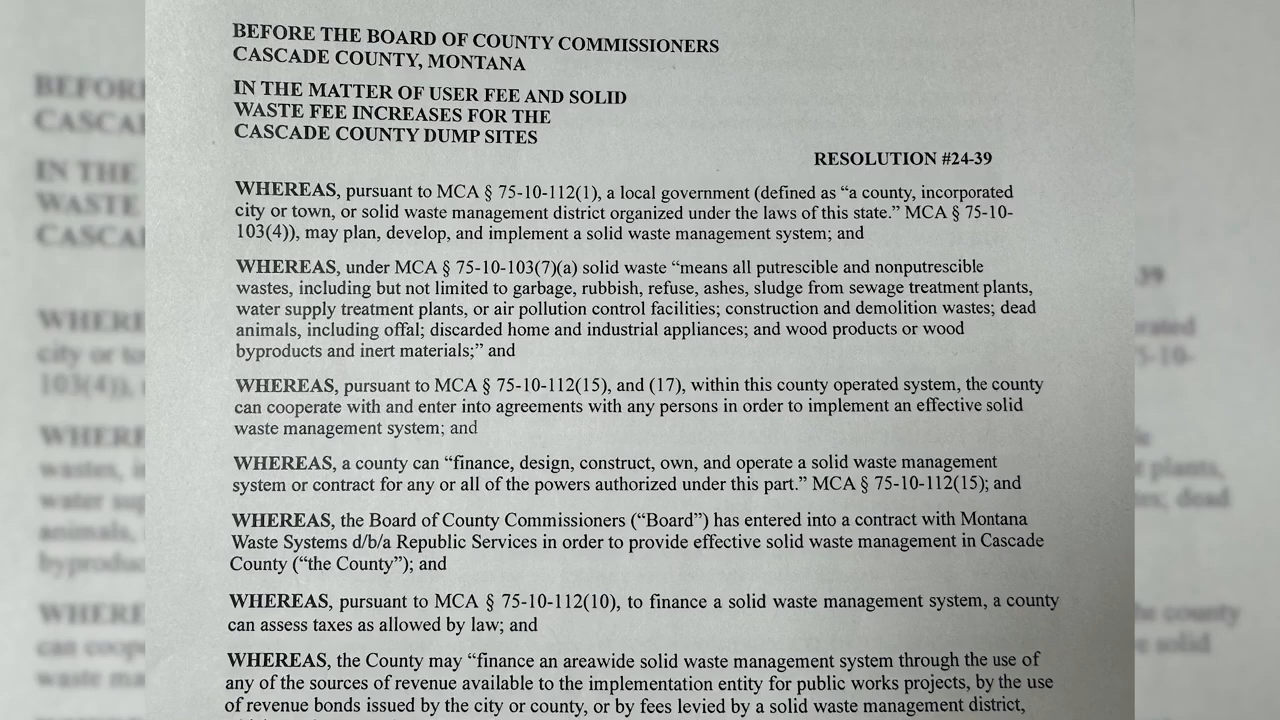 BEFORE THE BOARD OF COUNTY COMMISSIONERS
CASCADE COUNTY, MONTANA
IN THE MATTER OF USER FEE AND SOLID
WASTE FEE INCREASES FOR THE
CASCADE COUNTY DUMP SITES
RESOLUTION #24-39
WHEREAS, pursuant to MCA § 75-10-112(1), a local government (defined as “a county, incorporated
city or town, or solid waste management district organized under the laws of this state.” MCA § 75-10-
103(4)), may plan, develop, and implement a solid waste management system; and
WHEREAS, under MCA § 75-10-103(7)(a) solid waste “means all putrescible and nonputrescible
wastes, including but not limited to garbage, rubbish, refuse, ashes, sludge from sewage treatment plants,
water supply treatment plants, or air pollution control facilities; construction and demolition wastes; dead
animals, including offal; discarded home and industrial appliances; and wood products or wood
byproducts and inert materials;” and
WHEREAS, pursuant to MCA § 75-10-112(15), and (17), within this county operated system, the county
can cooperate with and enter into agreements with any persons in order to implement an effective solid
waste management system; and
WHEREAS, a county can “finance, design, construct, own, and operate a solid waste management
system or contract for any or all of the powers authorized under this part.” MCA § 75-10-112(15); and
WHEREAS, the Board of County Commissioners (“Board”) has entered into a contract with Montana
Waste Systems d/b/a Republic Services in order to provide effective solid waste management in Cascade
County (“the County”); and
WHEREAS, pursuant to MCA § 75-10-112(10), to finance a solid waste management system, a county
can assess taxes as allowed by law; and
WHEREAS, the County may “finance an areawide solid waste management system through the use of
any of the sources of revenue available to the implementation entity for public works projects, by the use
of revenue bonds issued by the city or county, or by fees levied by a solid waste management district,